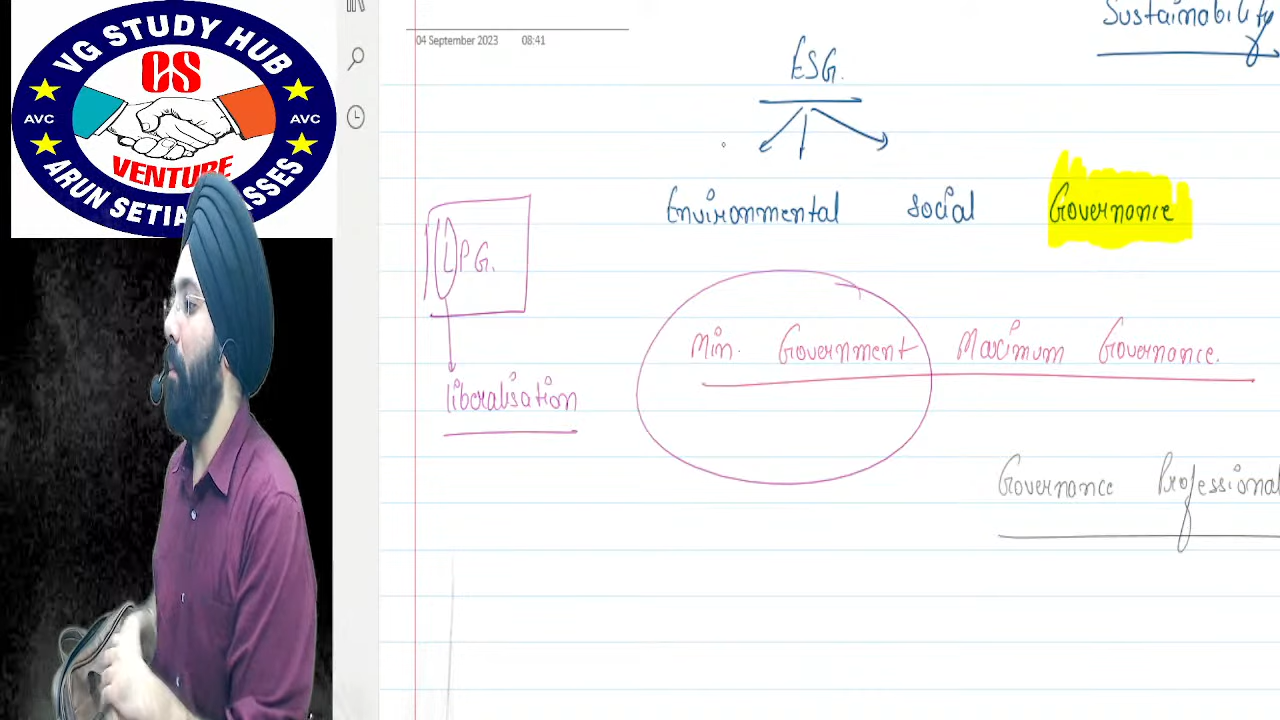 VG STUDY HUB
CS
AVC
AVC
VENTURE
ARUN SETIA CLASSES
04 September 2023 08:41
Sustainability
ESG.
Environmental Social Governance
LPG.
Min. Government Maximum Governance.
liberalisation
Governance Professional